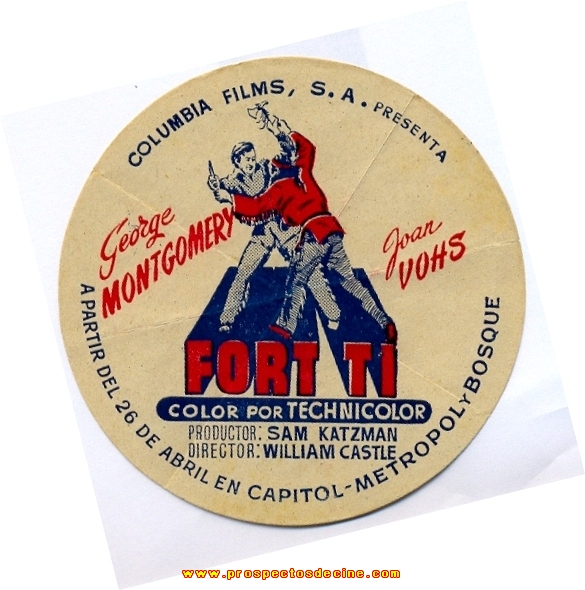 COLUMBIA FILMS, S.A. PRESENTA
George
MONTGOMERY
Joan
VOHS
FORT TI
COLOR POR TECHNICOLOR
PRODUCTOR: SAM KATZMAN
DIRECTOR: WILLIAM CASTLE
A PARTIR DEL 26 DE ABRIL EN CAPITOL-METROPOL Y BOSQUE
www.prospectosdecine.com